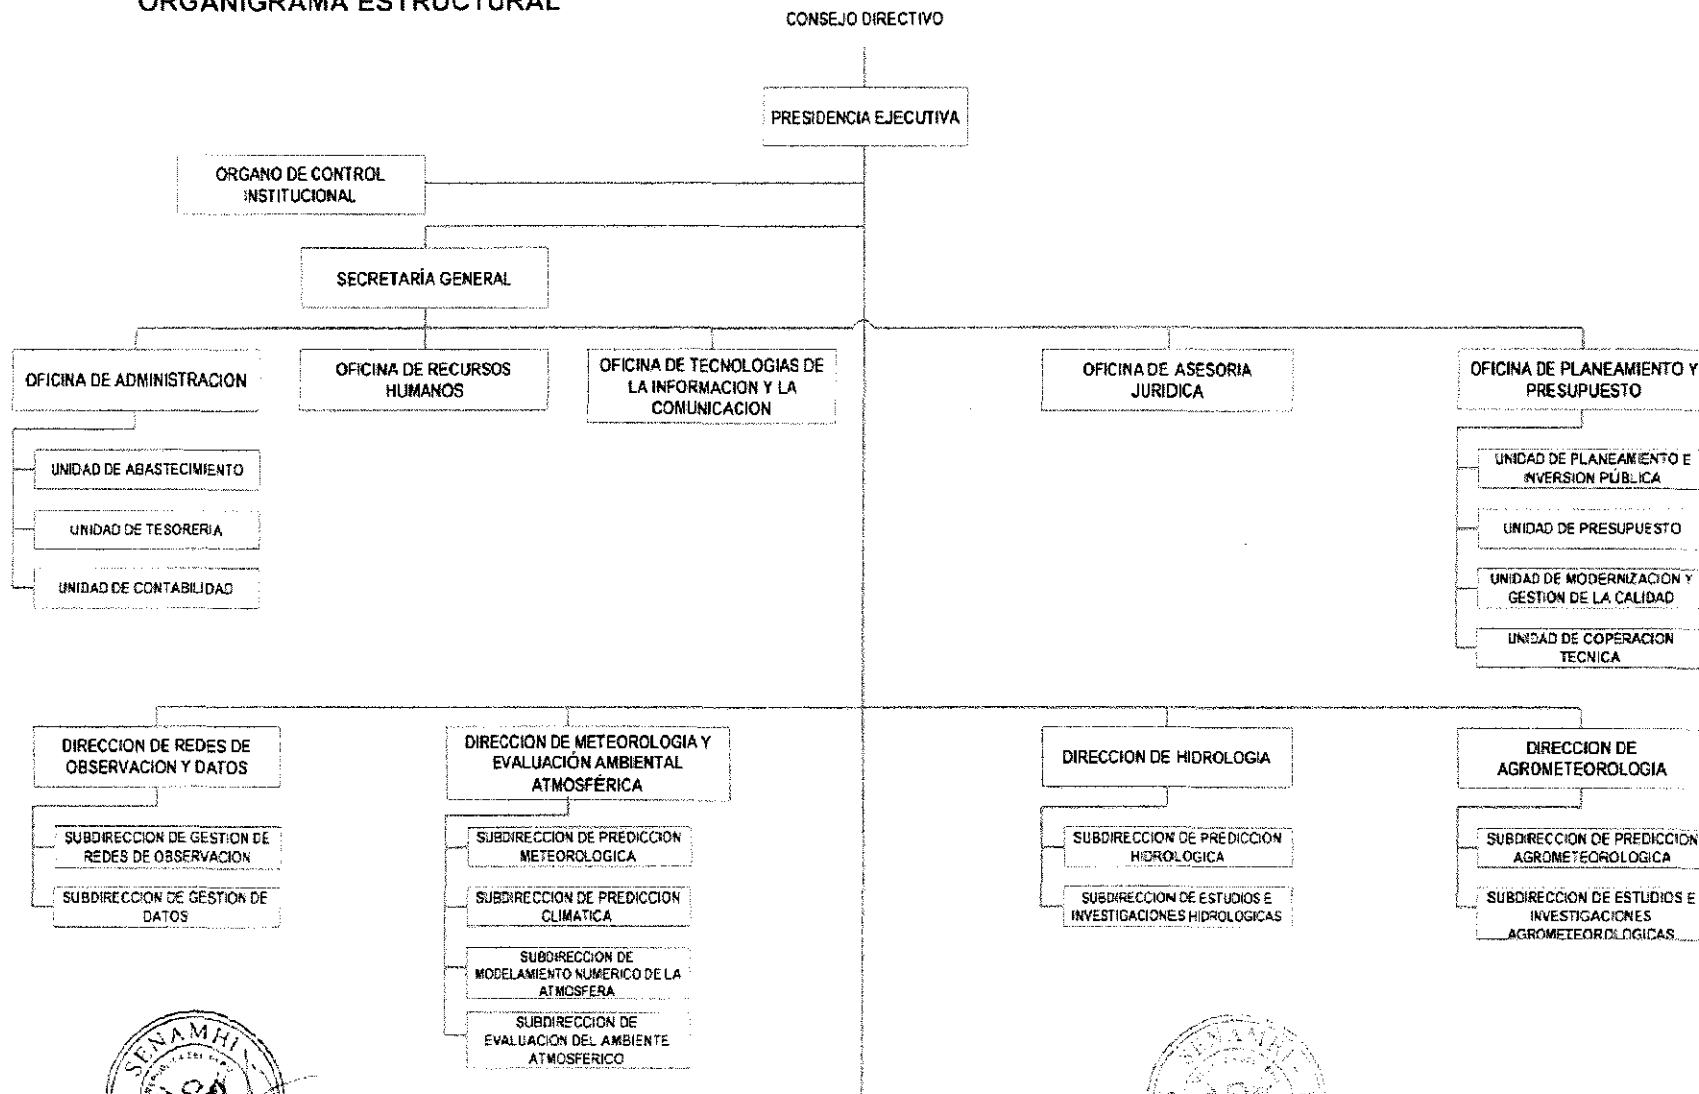 ORGANIGRAMA ESTRUCTURAL
CONSEJO DIRECTIVO
PRESIDENCIA EJECUTIVA
ORGANO DE CONTROL
INSTITUCIONAL
SECRETARÍA GENERAL
OFICINA DE ADMINISTRACION
OFICINA DE RECURSOS
HUMANOS
OFICINA DE TECNOLOGIAS DE
LA INFORMACION Y LA
COMUNICACION
OFICINA DE ASESORIA
JURIDICA
OFICINA DE PLANEAMIENTO Y
PRESUPUESTO
UNIDAD DE ABASTECIMIENTO
UNIDAD DE TESORERIA
UNIDAD DE CONTABILIDAD
UNIDAD DE PLANEAMIENTO E
INVERSION PÚBLICA
UNIDAD DE PRESUPUESTO
UNIDAD DE MODERNIZACION Y
GESTION DE LA CALIDAD
UNIDAD DE COPERACION
TECNICA
DIRECCION DE REDES DE
OBSERVACION Y DATOS
SUBDIRECCION DE GESTION DE
REDES DE OBSERVACION
SUBDIRECCION DE GESTION DE
DATOS
DIRECCION DE METEOROLOGIA Y
EVALUACIÓN AMBIENTAL
ATMOSFÉRICA
SUBDIRECCION DE PREDICCION
METEOROLOGICA
SUBDIRECCION DE PREDICCION
CLIMATICA
SUBDIRECCION DE
MODELAMIENTO NUMERICO DE LA
ATMOSFERA
SUBDIRECCION DE
EVALUACION DEL AMBIENTE
ATMOSFERICO
DIRECCION DE HIDROLOGIA
SUBDIRECCION DE PREDICCION
HIDROLOGICA
SUBDIRECCION DE ESTUDIOS E
INVESTIGACIONES HIDROLOGICAS
DIRECCION DE
AGROMETEOROLOGIA
SUBDIRECCION DE PREDICCION
AGROMETEOROLOGICA
SUBDIRECCION DE ESTUDIOS E
INVESTIGACIONES
AGROMETEOROLOGICAS
SENAMHI
SENAMHI